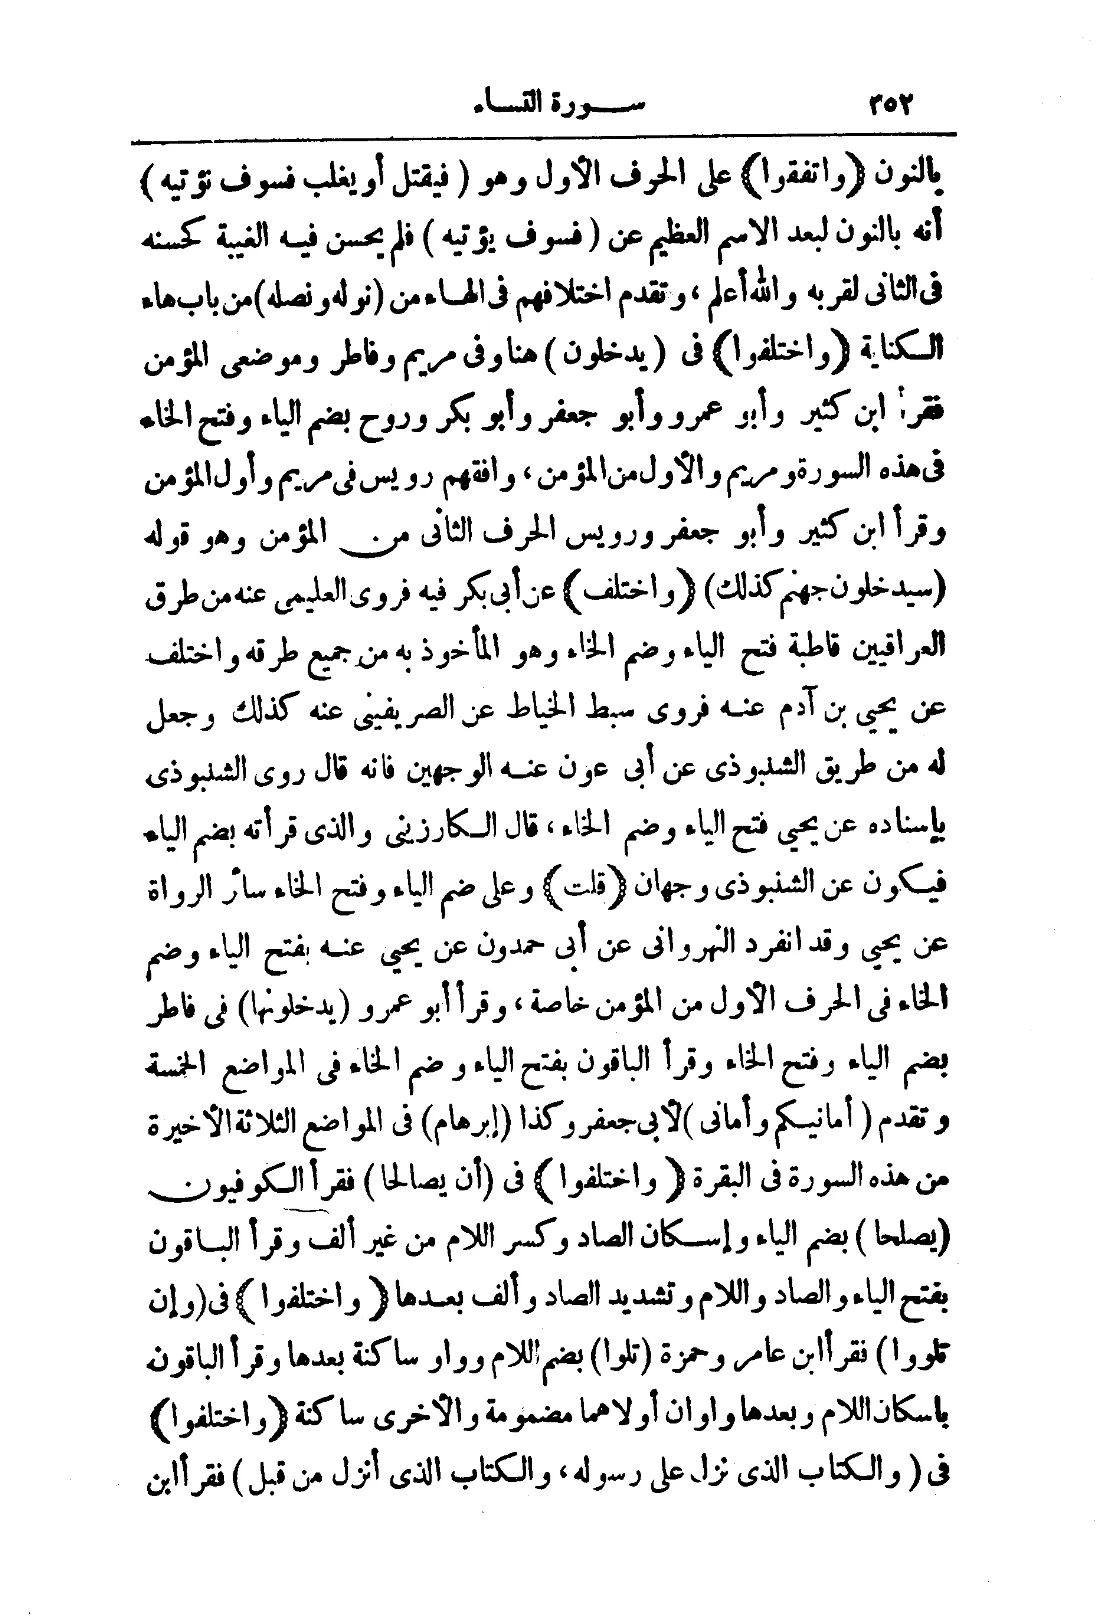 ٢٥٢ سورة النساء
بالنون (واتفقوا) على الحرف الأول وهو ( فيقتل أو يغلب فسوف نؤتيه )
أنه بالنون لبعد الاسم العظيم عن ( فسوف يؤتيه ) فلم يحسن فيه الغيبة كحسنه
فى الثانى لقربه والله أعلم ، وتقدم اختلافهم فى الهاء من (نوله ونصله) من باب هاء
الكناية (واختلفوا) فى ( يدخلون ) هنا وفى مريم وفاطر وموضعى المؤمن
فقرأ ابن كثير وأبو عمرو وأبو جعفر وأبو بكر وروح بضم الياء وفتح الخاء
فى هذه السورة ومريم والأول من المؤمن ، وافقهم رويس فى مريم وأول المؤمن
وقرأ ابن كثير وأبو جعفر ورويس الحرف الثانى من المؤمن وهو قوله
(سيدخلون جهنم كذلك) (واختلف) عن أبى بكر فيه فروى العليمى عنه من طرق
العراقيين قاطبة فتح الياء وضم الخاء وهو المأخوذ به من جميع طرقه واختلف
عن يحيى بن آدم عنه فروى سبط الخياط عن الصريفينى عنه كذلك وجعل
له من طريق الشنبوذى عن أبى عون عنه الوجهين فانه قال روى الشنبوذى
بإسناده عن يحيى فتح الياء وضم الخاء ، قال الكارزينى والذى قرأته بضم الياء
فيكون عن الشنبوذى وجهان (قلت) وعلى ضم الياء وفتح الخاء سائر الرواة
عن يحيى وقد انفرد النهروانى عن أبى حمدون عن يحيى عنه بفتح الياء وضم
الخاء فى الحرف الأول من المؤمن خاصة ، وقرأ أبو عمرو (يدخلونها) فى فاطر
بضم الياء وفتح الخاء وقرأ الباقون بفتح الياء وضم الخاء فى المواضع الخمسة
وتقدم ( أمانيكم وأمانى ) لأبى جعفر وكذا (إبرهام) فى المواضع الثلاثة الأخيرة
من هذه السورة فى البقرة ( واختلفوا ) فى (أن يصالحا) فقرأ الكوفيون
(يصلحا ) بضم الياء وإسكان الصاد وكسر اللام من غير ألف وقرأ الباقون
بفتح الياء والصاد واللام وتشديد الصاد وألف بعدها ( واختلفوا ) فى (وإن
تلووا ) فقرأ ابن عامر وحمزة (تلوا) بضم اللام وواو ساكنة بعدها وقرأ الباقون
باسكان اللام وبعدها واوان أولاهما مضمومة والأخرى ساكنة (واختلفوا)
فى ( والكتاب الذى نزل على رسوله ، والكتاب الذى أنزل من قبل ) فقرأ ابن